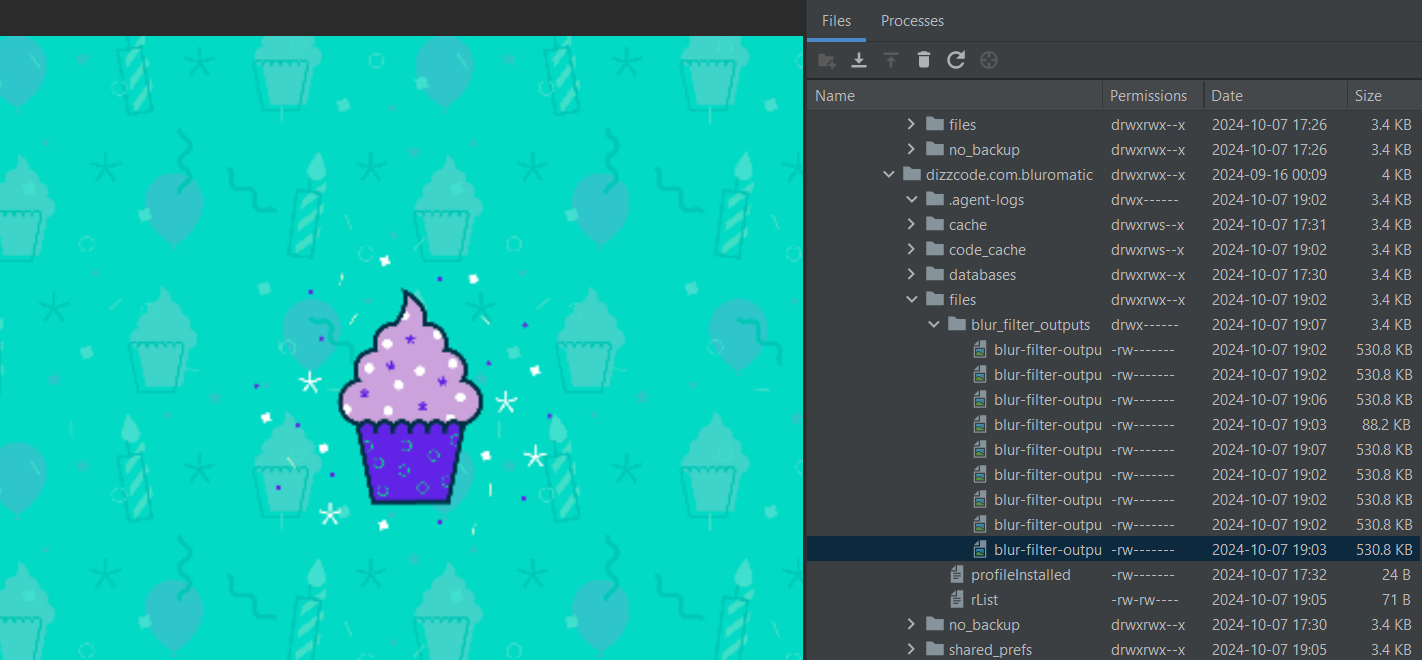 Files Processes
Name Permissions Date Size
files drwxrwx--x 2024-10-07 17:26 3.4 KB
no_backup drwxrwx--x 2024-10-07 17:26 3.4 KB
dizzcode.com.bluromatic drwxrwx--x 2024-09-16 00:09 4 KB
.agent-logs drwx------ 2024-10-07 19:02 3.4 KB
cache drwxrws--x 2024-10-07 17:31 3.4 KB
code_cache drwxrws--x 2024-10-07 19:02 3.4 KB
databases drwxrwx--x 2024-10-07 17:30 3.4 KB
files drwxrwx--x 2024-10-07 19:02 3.4 KB
blur_filter_outputs drwx------ 2024-10-07 19:07 3.4 KB
blur-filter-outpu -rw------- 2024-10-07 19:02 530.8 KB
blur-filter-outpu -rw------- 2024-10-07 19:02 530.8 KB
blur-filter-outpu -rw------- 2024-10-07 19:06 530.8 KB
blur-filter-outpu -rw------- 2024-10-07 19:03 88.2 KB
blur-filter-outpu -rw------- 2024-10-07 19:07 530.8 KB
blur-filter-outpu -rw------- 2024-10-07 19:02 530.8 KB
blur-filter-outpu -rw------- 2024-10-07 19:02 530.8 KB
blur-filter-outpu -rw------- 2024-10-07 19:02 530.8 KB
blur-filter-outpu -rw------- 2024-10-07 19:03 530.8 KB
profileInstalled -rw------- 2024-10-07 17:32 24 B
rList -rw-rw---- 2024-10-07 19:05 71 B
no_backup drwxrwx--x 2024-10-07 17:30 3.4 KB
shared_prefs drwxrwx--x 2024-10-07 19:05 3.4 KB